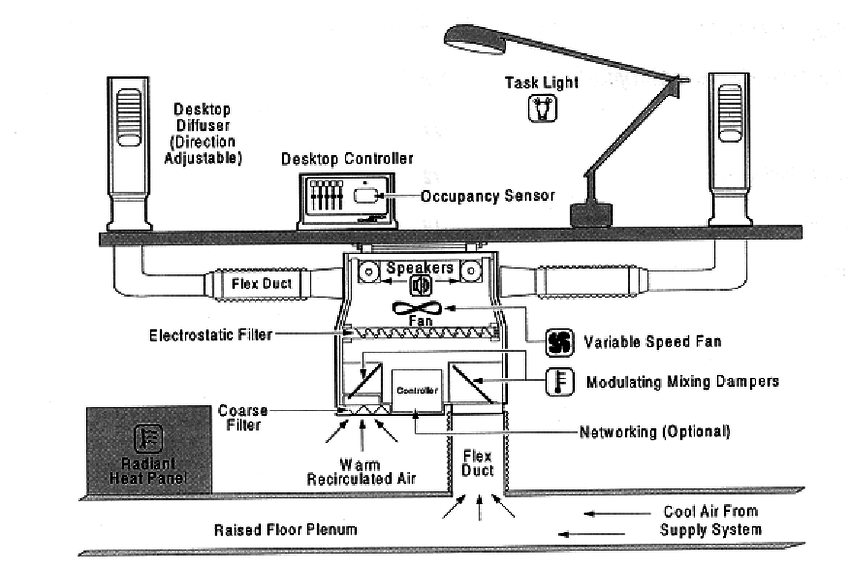 Task Light
Desktop
Diffuser
(Direction
Adjustable)
Desktop Controller
Occupancy Sensor
Speakers
Flex Duct
Fan
Electrostatic Filter
Variable Speed Fan
Controller
Modulating Mixing Dampers
Coarse
Filter
Networking (Optional)
Radiant
Heat Panel
Warm
Recirculated Air
Flex
Duct
Cool Air From
Supply System
Raised Floor Plenum